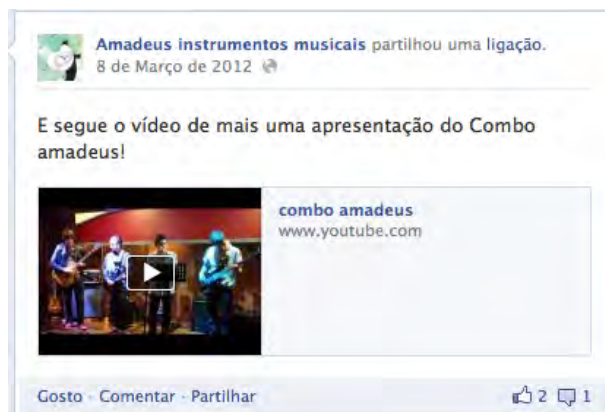 Amadeus instrumentos musicais partilhou uma ligação.
8 de Março de 2012
E segue o vídeo de mais uma apresentação do Combo
amadeus!
combo amadeus
www.youtube.com
Gosto · Comentar · Partilhar 2 1